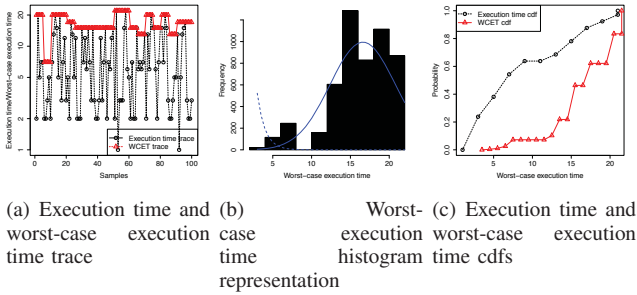 Execution time/Worst−case execution time
20
10
5
2
1
Execution time trace
WCET trace
0
20
40
60
80
100
Samples
Frequency
1000
800
600
400
200
0
5
10
15
20
Worst−case execution time
Probability
1.0
0.8
0.6
0.4
0.2
0.0
Execution time cdf
WCET cdf
5
10
15
20
Worst−case execution time
(a) Execution time and
worst-case execution
time trace
(b) Worst-
case execution
time histogram
representation
(c) Execution time and
worst-case execution
time cdfs